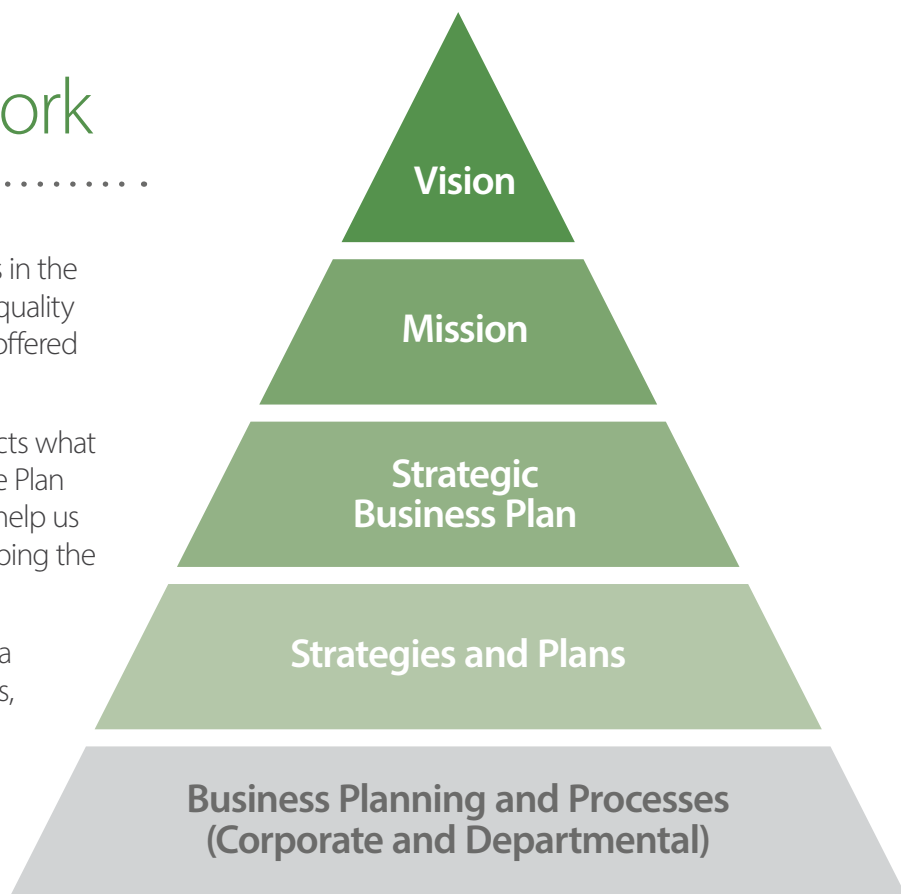 ork
s in the
quality
offered
cts what
e Plan
help us
ping the
a
s,
Vision
Mission
Strategic
Business Plan
Strategies and Plans
Business Planning and Processes
(Corporate and Departmental)